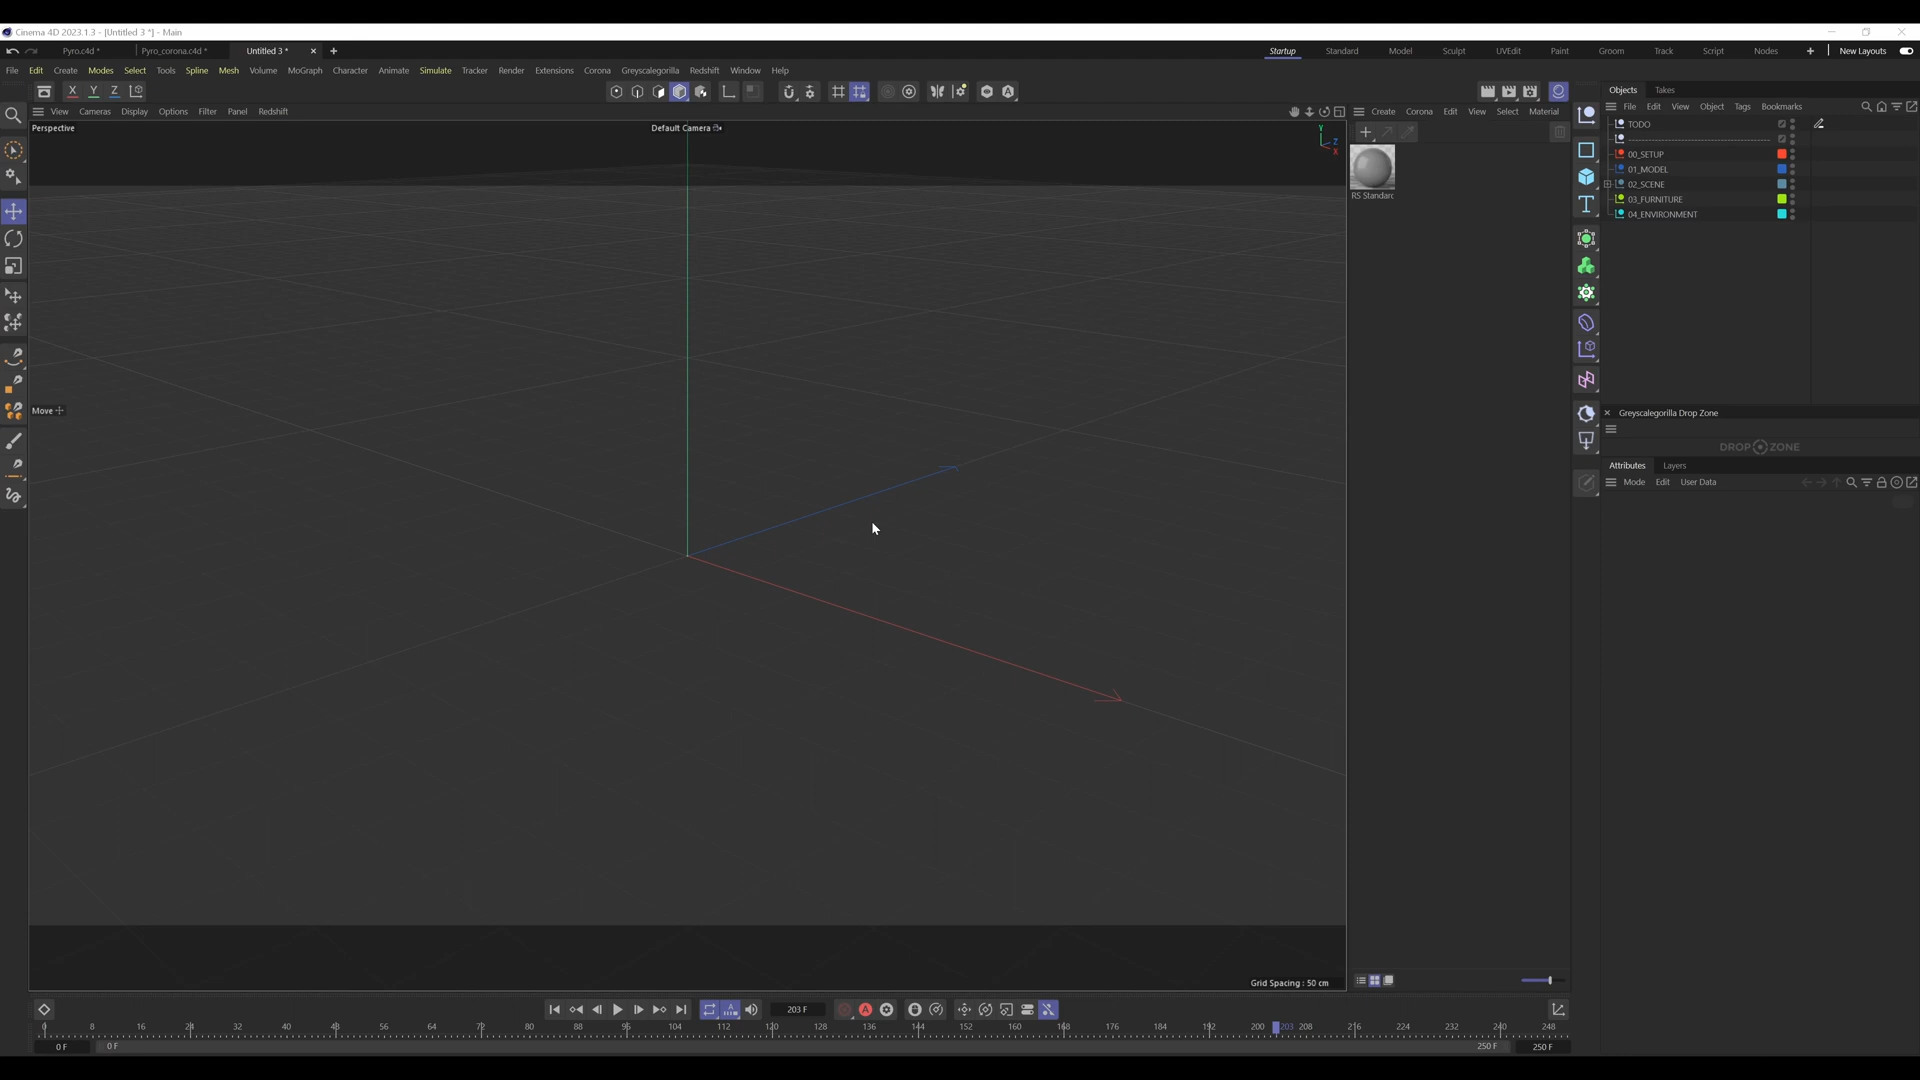 Cinema 4D 2023.1.3 - [Untitled 3 *] - Main
Pyro.c4d *
Pyro_corona.c4d *
Untitled 3 *
Startup
Standard
Model
Sculpt
UVEdit
Paint
Groom
Track
Script
Nodes
New Layouts
File Edit Create Modes Select Tools Spline Mesh Volume MoGraph Character Animate Simulate Tracker Render Extensions Corona Greyscalegorilla Redshift Window Help
X Y Z
Objects Takes
View Cameras Display Options Filter Panel Redshift
Create Corona Edit View Select Material
File Edit View Object Tags Bookmarks
Perspective
Default Camera
Y
Z
X
RS Standard
TODO
00_SETUP
01_MODEL
02_SCENE
03_FURNITURE
04_ENVIRONMENT
Move
Greyscalegorilla Drop Zone
DROP ZONE
Attributes Layers
Mode Edit User Data
Grid Spacing : 50 cm
203 F
0 8 16 24 32 40 48 56 64 72 80 88 96 104 112 120 128 136 144 152 160 168 176 184 192 200 203 208 216 224 232 240 248
0 F
0 F
250 F
250 F